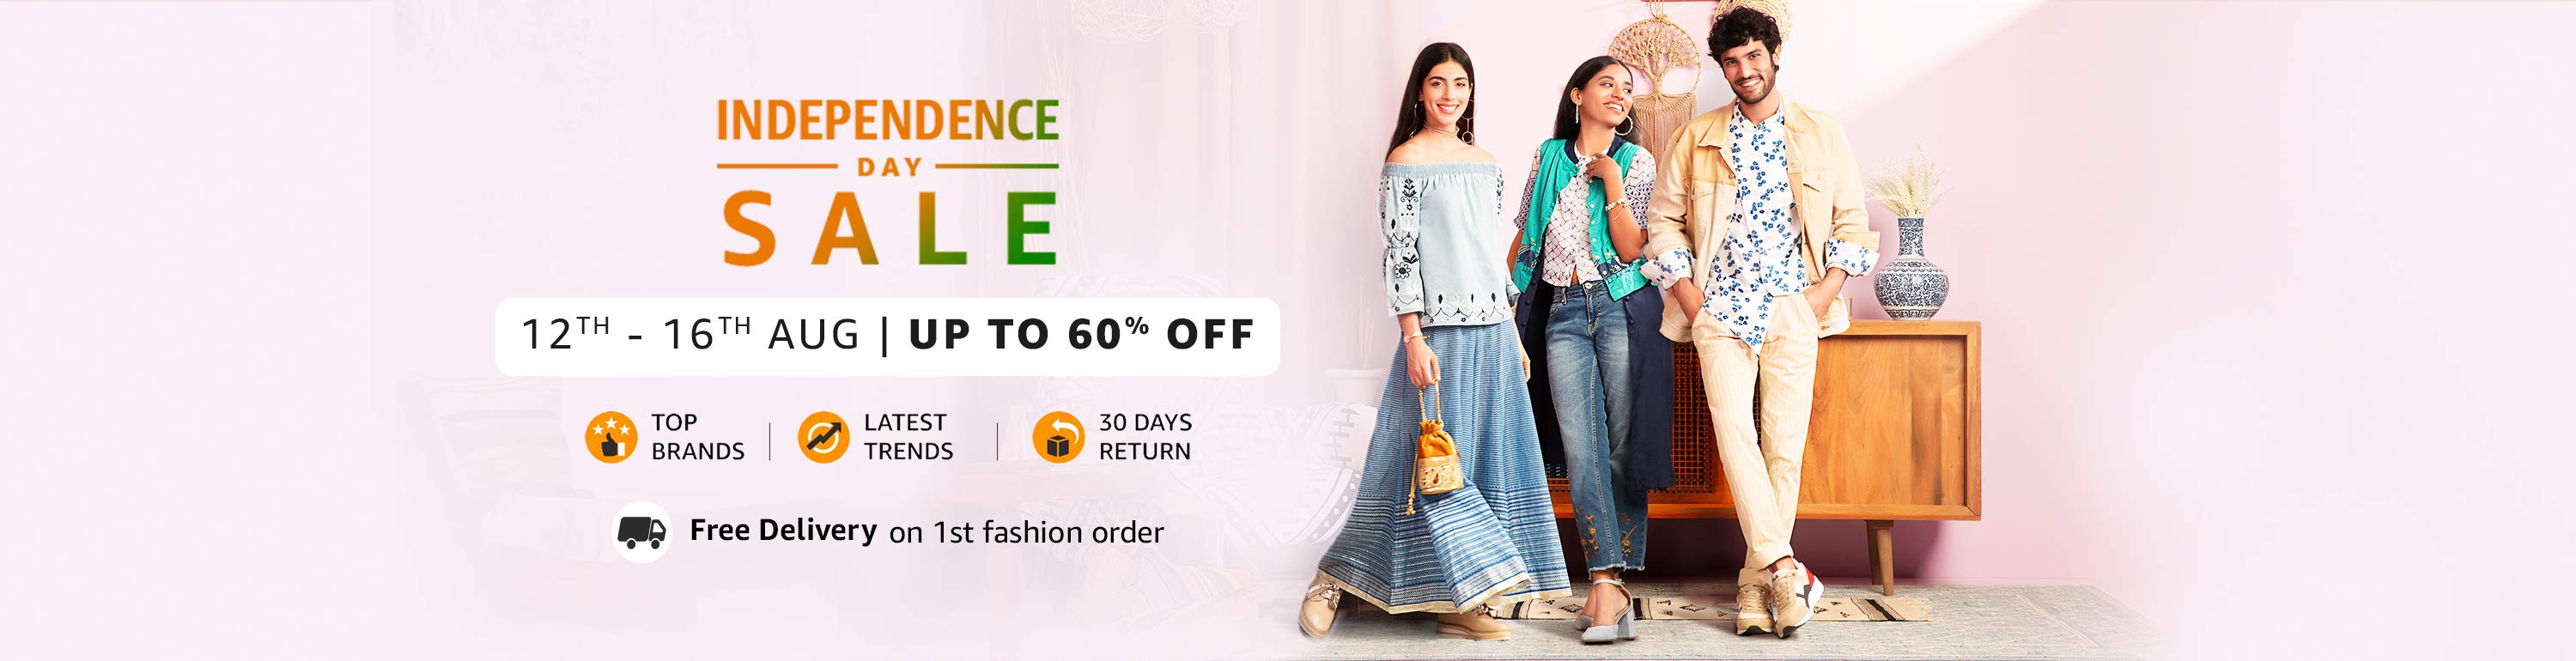 INDEPENDENCE
DAY
SALE
12TH - 16TH AUG | UP TO 60% OFF
TOP
BRANDS
LATEST
TRENDS
30 DAYS
RETURN
Free Delivery on 1st fashion order